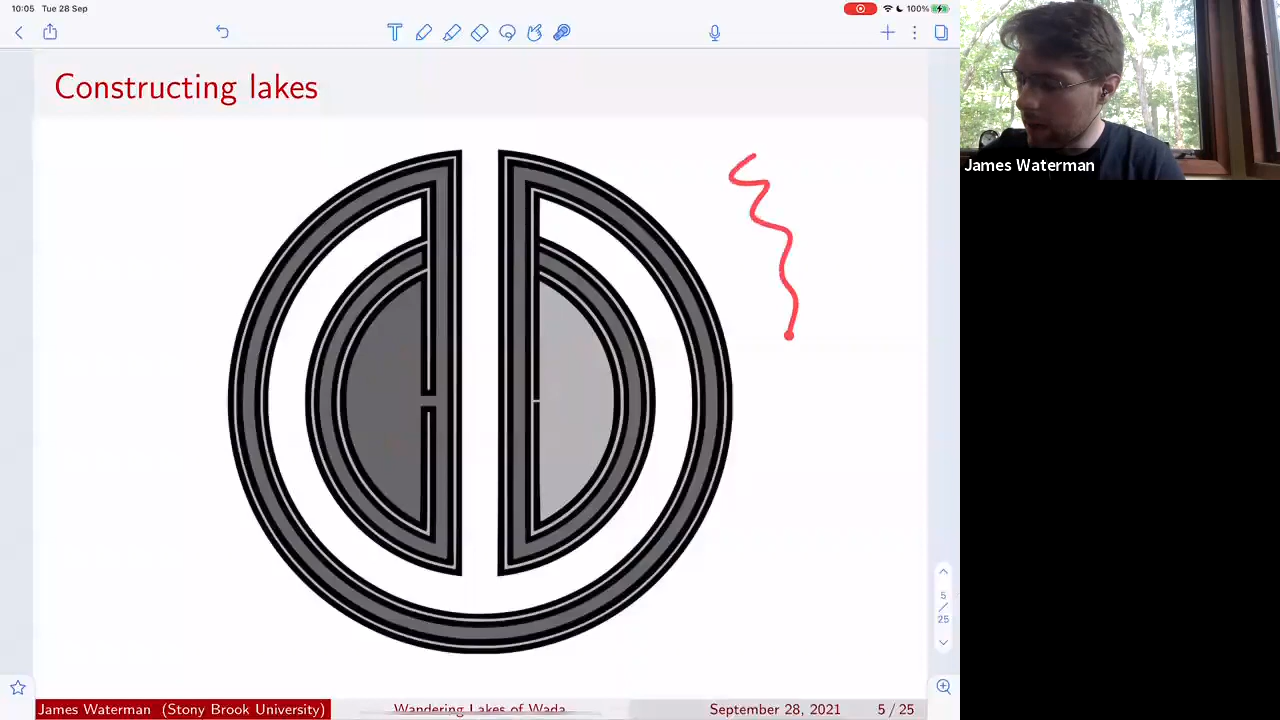 10:05 Tue 28 Sep
100%
Constructing lakes
James Waterman
5
/
25
James Waterman (Stony Brook University) Wandering Lakes of Wada September 28, 2021 5 / 25